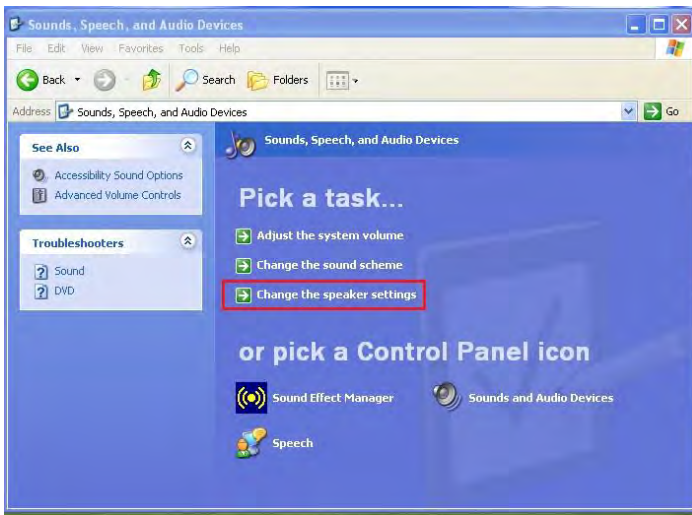 Sounds, Speech, and Audio Devices
File Edit View Favorites Tools Help
Back Search Folders
Address Sounds, Speech, and Audio Devices Go
See Also
Accessibility Sound Options
Advanced Volume Controls
Troubleshooters
Sound
DVD
Sounds, Speech, and Audio Devices
Pick a task...
Adjust the system volume
Change the sound scheme
Change the speaker settings
or pick a Control Panel icon
Sound Effect Manager Sounds and Audio Devices
Speech